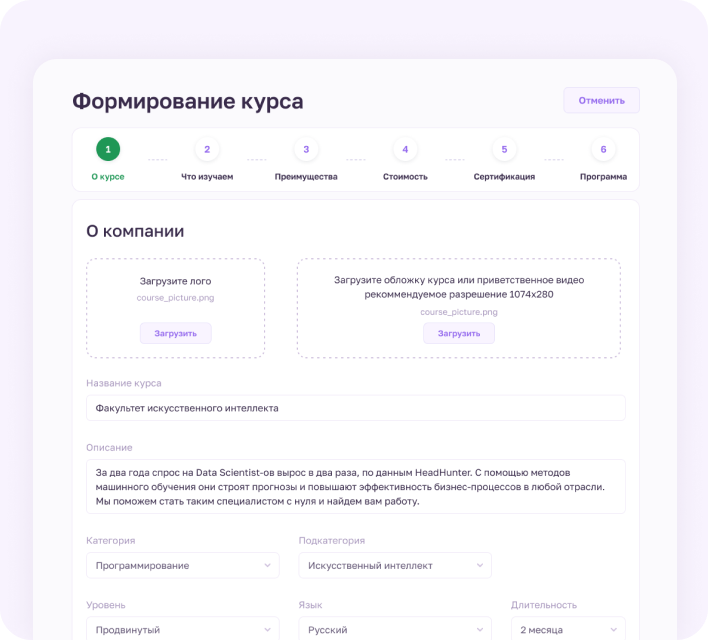 Формирование курса
Отменить
1
2
3
4
5
6
О курсе
Что изучаем
Преимущества
Стоимость
Сертификация
Программа
О компании
Загрузите лого
course_picture.png
Загрузить
Загрузите обложку курса или приветственное видео
рекоммендуемое разрешение 1074x280
course_picture.png
Загрузить
Название курса
Факультет искусственного интеллекта
Описание
За два года спрос на Data Scientist-ов вырос в два раза, по данным HeadHunter. С помощью методов
машинного обучения они строят прогнозы и повышают эффективность бизнес-процессов в любой отрасли.
Мы поможем стать таким специалистом с нуля и найдем вам работу.
Категория
Подкатегория
Программирование
Искусственный интеллект
Уровень
Язык
Длительность
Продвинутый
Русский
2 месяца